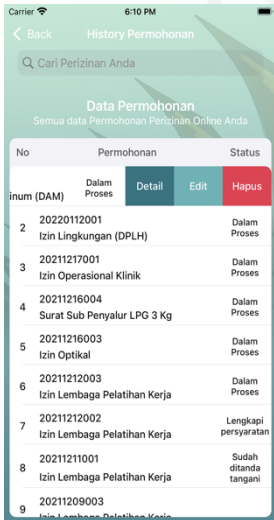 Carrier 6:10 PM
Back History Permohonan
Cari Perizinan Anda
Data Permohonan
Semua data Permohonan Perizinan Online Anda
No Permohonan Status
inum (DAM) Dalam Proses Detail Edit Hapus
2 20220112001 Dalam
Izin Lingkungan (DPLH) Proses
3 20211217001 Dalam
Izin Operasional Klinik Proses
4 20211216004 Dalam
Surat Sub Penyalur LPG 3 Kg Proses
5 20211216003 Dalam
Izin Optikal Proses
6 20211212003 Dalam
Izin Lembaga Pelatihan Kerja Proses
7 20211212002 Lengkapi
Izin Lembaga Pelatihan Kerja persyaratan
8 20211211001 Sudah ditanda
Izin Lembaga Pelatihan Kerja tangani
9 20211209003
Izin Lembaga Pelatihan Kerja